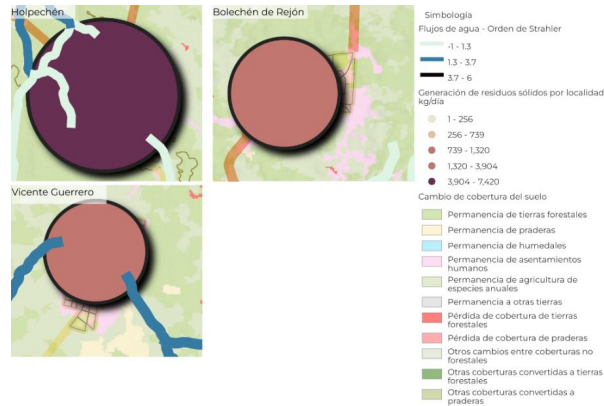 Holpechén
Bolechén de Rejón
Vicente Guerrero
Simbología
Flujos de agua - Orden de Strahler
-1 - 1.3
1.3 - 3.7
3.7 - 6
Generación de residuos sólidos por localidad
kg/día
1 - 256
256 - 739
739 - 1,320
1,320 - 3,904
3,904 - 7,420
Cambio de cobertura del suelo
Permanencia de tierras forestales
Permanencia de praderas
Permanencia de humedales
Permanencia de asentamientos
humanos
Permanencia de agricultura de
especies anuales
Permanencia a otras tierras
Pérdida de cobertura de tierras
forestales
Pérdida de cobertura de praderas
Otros cambios entre coberturas no
forestales
Otras coberturas convertidas a tierras
forestales
Otras coberturas convertidas a
praderas